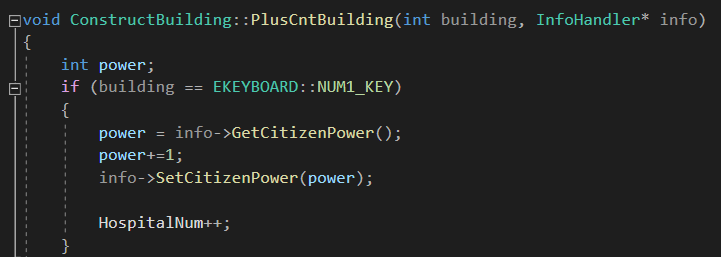 void ConstructBuilding::PlusCntBuilding(int building, InfoHandler* info)
{
int power;
if (building == EKEYBOARD::NUM1_KEY)
{
power = info->GetCitizenPower();
power+=1;
info->SetCitizenPower(power);
HospitalNum++;
}